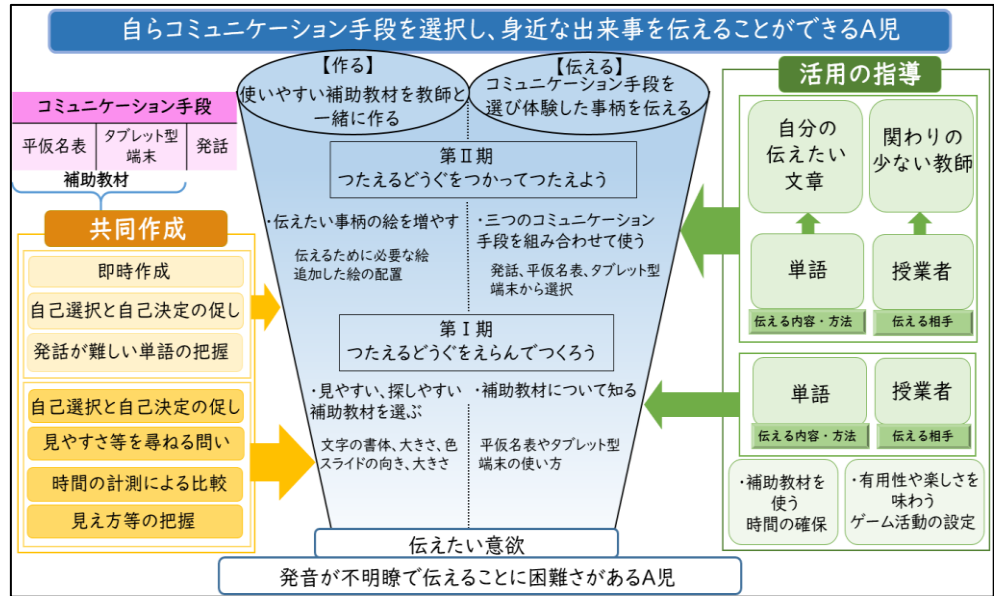 自らコミュニケーション手段を選択し、身近な出来事を伝えることができるA児
コミュニケーション手段
平仮名表
タブレット型
端末
発話
補助教材
共同作成
即時作成
自己選択と自己決定の促し
発話が難しい単語の把握
自己選択と自己決定の促し
見やすさ等を尋ねる問い
時間の計測による比較
見え方等の把握
【作る】
使いやすい補助教材を教師と
一緒に作る
【伝える】
コミュニケーション手段を
選び体験した事柄を伝える
第Ⅱ期
つたえるどうぐをつかってつたえよう
・伝えたい事柄の絵を増やす
伝えるために必要な絵
追加した絵の配置
・三つのコミュニケーション
手段を組み合わせて使う
発話、平仮名表、タブレット型
端末から選択
第Ⅰ期
つたえるどうぐをえらんでつくろう
・見やすい、探しやすい
補助教材を選ぶ
文字の書体、大きさ、色
スライドの向き、大きさ
・補助教材について知る
平仮名表やタブレット型
端末の使い方
伝えたい意欲
発音が不明瞭で伝えることに困難さがあるA児
活用の指導
自分の
伝えたい
文章
関わりの
少ない教師
単語
伝える内容・方法
授業者
伝える相手
単語
伝える内容・方法
授業者
伝える相手
・補助教材を
使う
時間の確保
・有用性や楽しさを
味わう
ゲーム活動の設定